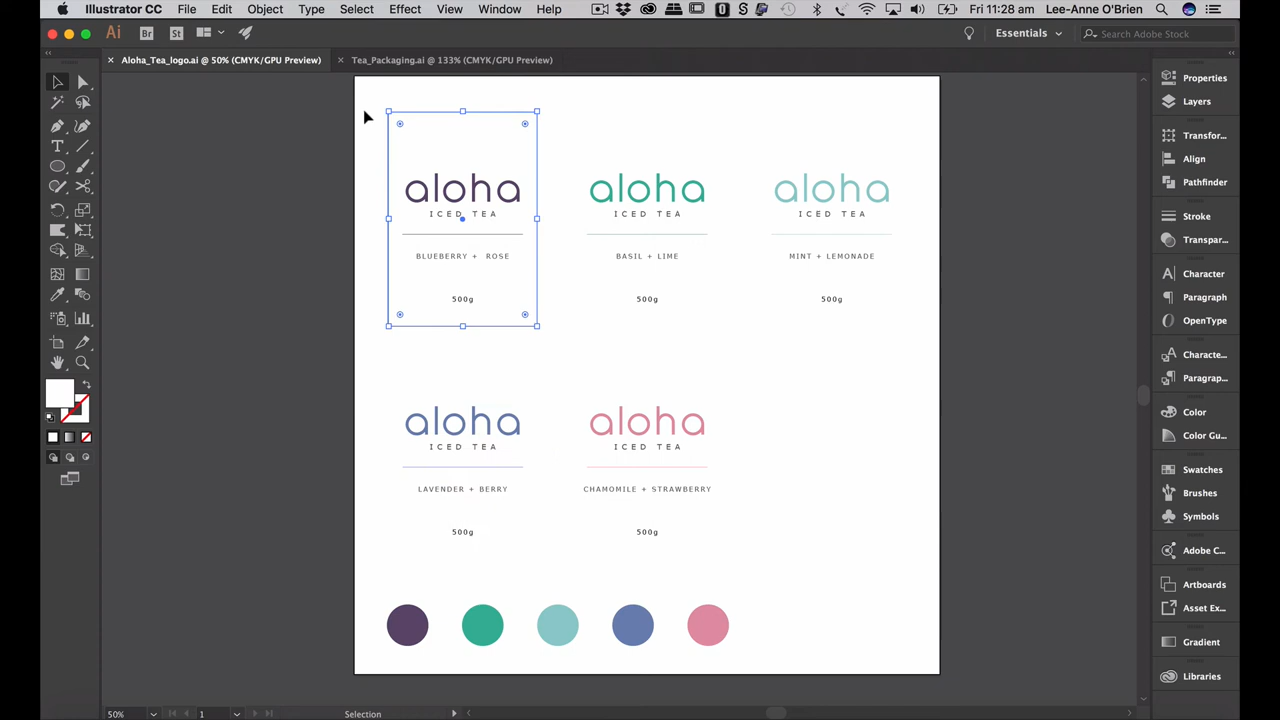 Illustrator CC File Edit Object Type Select Effect View Window Help Fri 11:28 am Lee-Anne O'Brien
Ai Br St Essentials Search Adobe Stock
× Aloha_Tea_logo.ai @ 50% (CMYK/GPU Preview) × Tea_Packaging.ai @ 133% (CMYK/GPU Preview)
Properties
Layers
Transfor...
Align
Pathfinder
Stroke
Transpar...
Character
Paragraph
OpenType
Characte...
Paragrap...
Color
Color Gu...
Swatches
Brushes
Symbols
Adobe C...
Artboards
Asset Ex...
Gradient
Libraries
aloha
ICED TEA
BLUEBERRY + ROSE
500g
aloha
ICED TEA
BASIL + LIME
500g
aloha
ICED TEA
MINT + LEMONADE
500g
aloha
ICED TEA
LAVENDER + BERRY
500g
aloha
ICED TEA
CHAMOMILE + STRAWBERRY
500g
50% 1 Selection